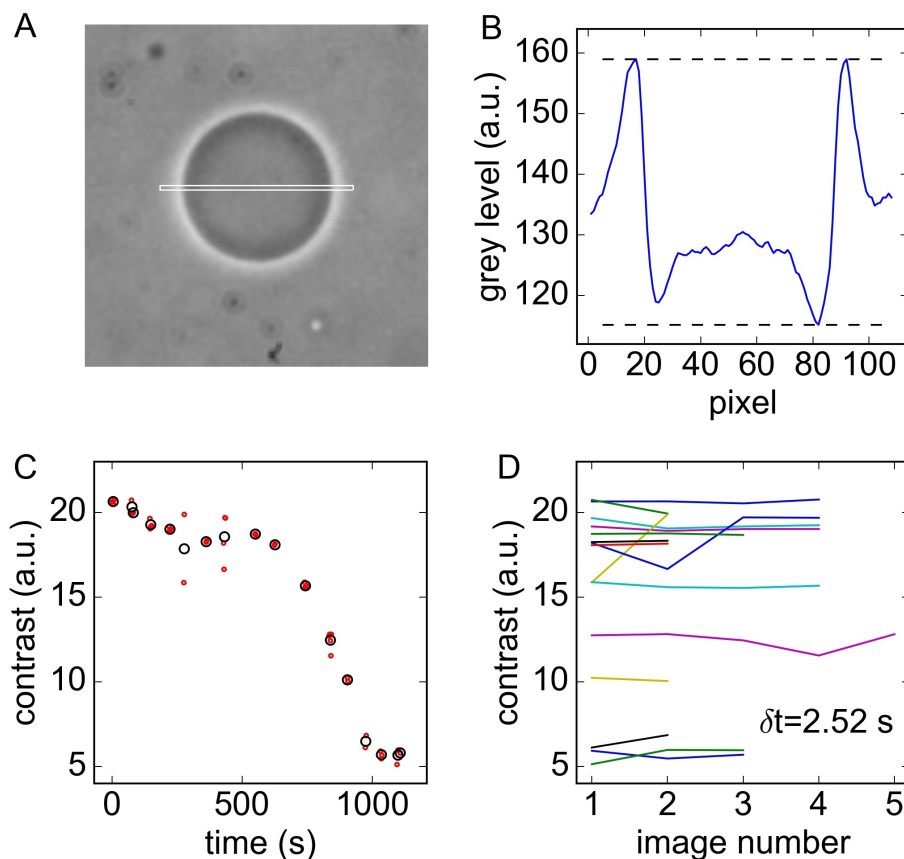 A
B
160
150
140
130
120
grey level (a.u.)
0 20 40 60 80 100
pixel
C
20
15
10
5
contrast (a.u.)
0 500 1000
time (s)
D
20
15
10
5
contrast (a.u.)
δt=2.52 s
1 2 3 4 5
image number